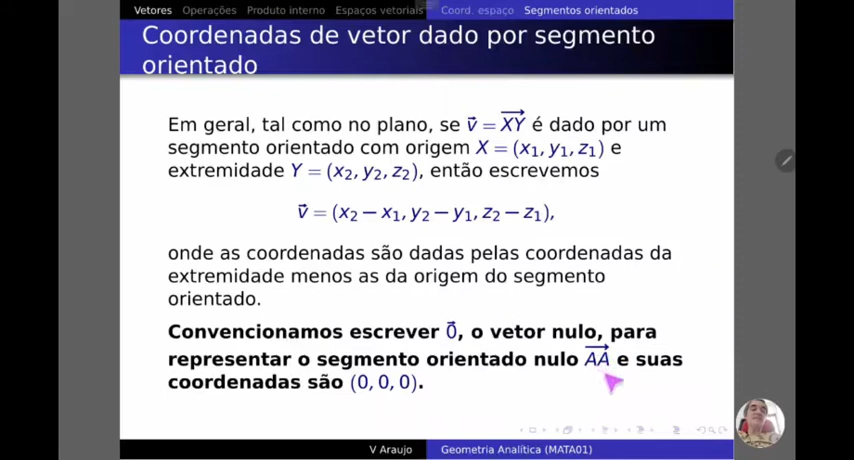 Vetores Operações Produto interno Espaços vetoriais Coord. espaço Segmentos orientados
Coordenadas de vetor dado por segmento
orientado
Em geral, tal como no plano, se v⃗ = XY⃗ é dado por um
segmento orientado com origem X = (x₁, y₁, z₁) e
extremidade Y = (x₂, y₂, z₂), então escrevemos
v⃗ = (x₂ − x₁, y₂ − y₁, z₂ − z₁),
onde as coordenadas são dadas pelas coordenadas da
extremidade menos as da origem do segmento
orientado.
Convencionamos escrever 0⃗, o vetor nulo, para
representar o segmento orientado nulo AA⃗ e suas
coordenadas são (0, 0, 0).
V Araujo Geometria Analítica (MATA01)